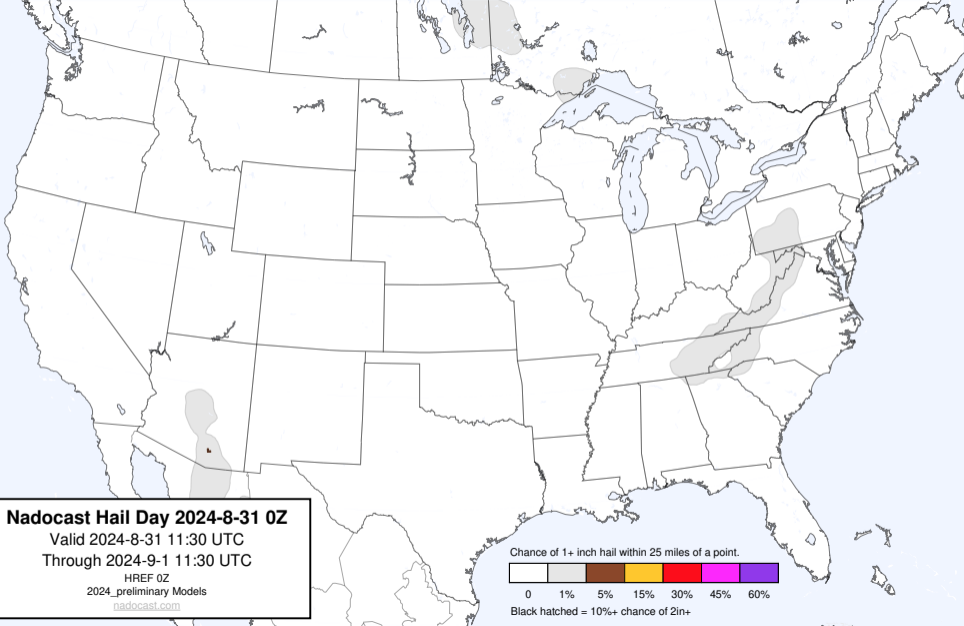 Nadocast Hail Day 2024-8-31 0Z
Valid 2024-8-31 11:30 UTC
Through 2024-9-1 11:30 UTC
HREF 0Z
2024_preliminary Models
nadocast.com
Chance of 1+ inch hail within 25 miles of a point.
0 1% 5% 15% 30% 45% 60%
Black hatched = 10%+ chance of 2in+